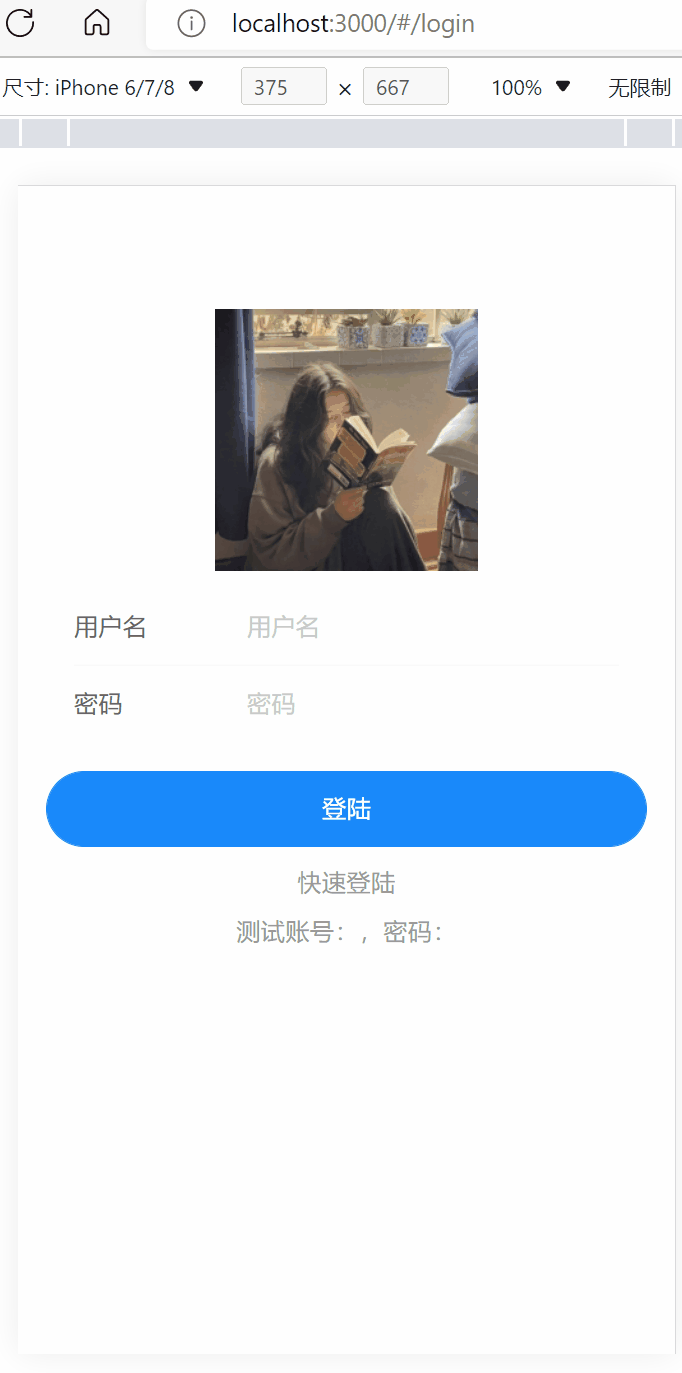 localhost:3000/#/login
尺寸: iPhone 6/7/8 ▼ 375 × 667 100% ▼ 无限制
用户名 用户名
密码 密码
登陆
快速登陆
测试账号：，密码：